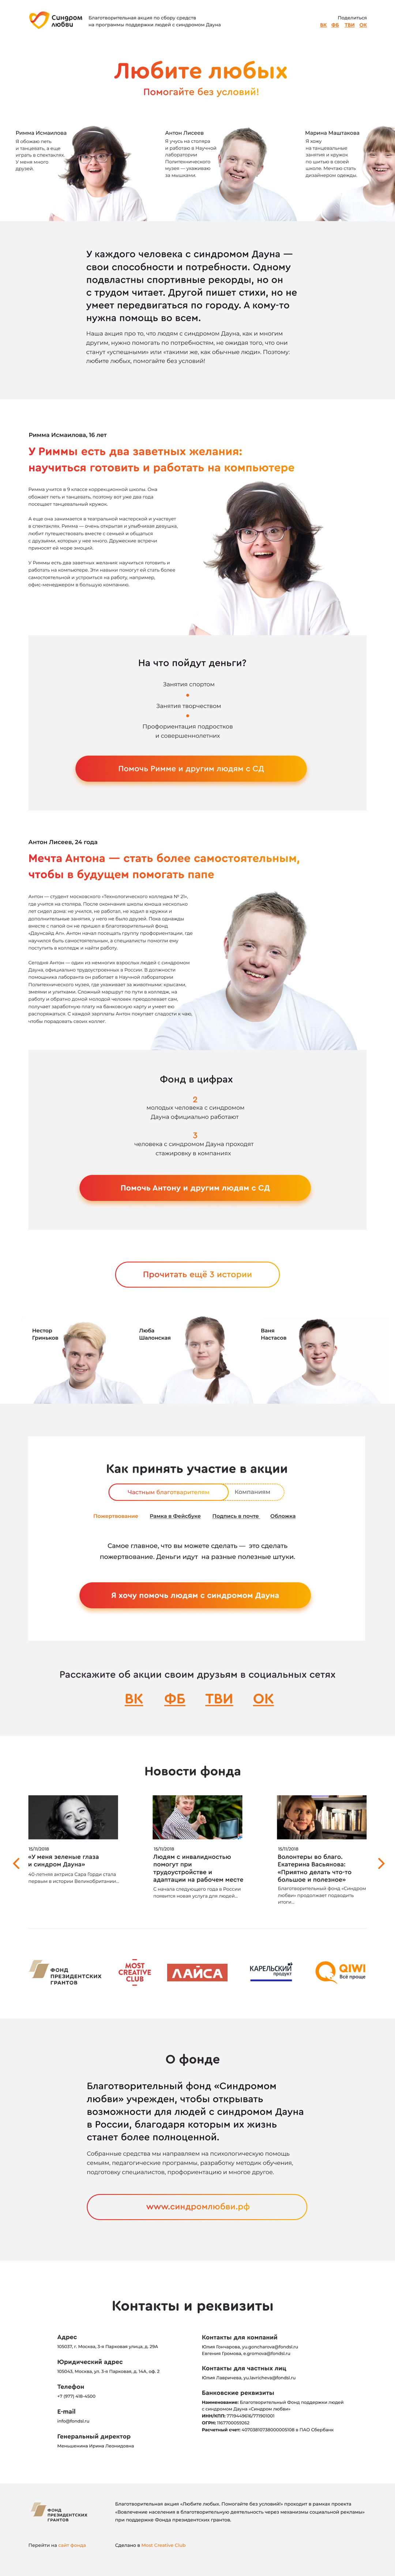 Синдром
любви
Благотворительная акция по сбору средств
на программы поддержки людей с синдромом Дауна
Поделиться
ВК ФБ ТВИ ОК
Любите любых
Помогайте без условий!
Римма Исмаилова
Я обожаю петь
и танцевать, а еще
играть в спектаклях.
У меня много
друзей.
Антон Лисеев
Я учусь на столяра
и работаю в Научной
лаборатории
Политехнического
музея — ухаживаю
за мышами.
Марина Маштакова
Я хожу
на танцевальные
занятия и кружок
по шитью в своей
школе. Мечтаю стать
дизайнером одежды.
У каждого человека с синдромом Дауна —
свои способности и потребности. Одному
подвластны спортивные рекорды, но он
с трудом читает. Другой пишет стихи, но не
умеет передвигаться по городу. А кому-то
нужна помощь во всем.
Наша акция про то, что людям с синдромом Дауна, как и многим
другим, нужно помогать по потребностям, не ожидая того, что они
станут «успешными» или «такими же, как обычные люди». Поэтому:
любите любых, помогайте без условий!
Римма Исмаилова, 16 лет
У Риммы есть два заветных желания:
научиться готовить и работать на компьютере
Римма учится в 9 классе коррекционной школы. Она
обожает петь и танцевать, поэтому вот уже два года
посещает танцевальный кружок.
А еще она занимается в театральной мастерской и участвует
в спектаклях. Римма — очень открытая и улыбчивая девушка,
любит путешествовать вместе с семьей и общаться
с друзьями, которых у нее много. Дружеские встречи
приносят ей море эмоций.
У Риммы есть два заветных желания: научиться готовить и
работать на компьютере. Эти навыки помогут ей стать более
самостоятельной и устроиться на работу, например,
офис-менеджером в большую компанию.
На что пойдут деньги?
Занятия спортом
Занятия творчеством
Профориентация подростков
и совершеннолетних
Помочь Римме и другим людям с СД
Антон Лисеев, 24 года
Мечта Антона — стать более самостоятельным,
чтобы в будущем помогать папе
Антон — студент московского «Технологического колледжа № 21»,
где учится на столяра. После окончания школы юноша несколько
лет сидел дома: не учился, не работал, не ходил в кружки и
дополнительные занятия, у него не было друзей. Пока однажды
вместе с папой он не пришел в благотворительный фонд
«Даунсайд Ап». Антон начал посещать группу профориентации, где
научился быть самостоятельным, а специалисты помогли ему
поступить в колледж и найти работу.
Сегодня Антон — один из немногих взрослых людей с синдромом
Дауна, официально трудоустроенных в России. В должности
помощника лаборанта он работает в Научной лаборатории
Политехнического музея, где ухаживает за животными: крысами,
змеями и улитками. Сложный маршрут по пути в колледж, на
работу и обратно домой молодой человек преодолевает сам,
получает заработную плату на банковскую карту и умеет ею
распоряжаться. С каждой зарплаты Антон покупает сладости к чаю,
чтобы порадовать своих коллег.
Фонд в цифрах
2
молодых человека с синдромом
Дауна официально работают
3
человека с синдромом Дауна проходят
стажировку в компаниях
Помочь Антону и другим людям с СД
Прочитать ещё 3 истории
Нестор
Гриньков
Люба
Шалонская
Ваня
Настасов
Как принять участие в акции
Частным благотворителям
Компаниям
Пожертвование Рамка в Фейсбуке Подпись в почте Обложка
Самое главное, что вы можете сделать — это сделать
пожертвование. Деньги идут на разные полезные штуки.
Я хочу помочь людям с синдромом Дауна
Расскажите об акции своим друзьям в социальных сетях
ВК ФБ ТВИ ОК
Новости фонда
15/11/2018
«У меня зеленые глаза
и синдром Дауна»
40-летняя актриса Сара Горди стала
первым в истории Великобритании...
15/11/2018
Людям с инвалидностью
помогут при
трудоустройстве и
адаптации на рабочем месте
С начала следующего года в России
появится новая услуга для людей...
15/11/2018
Волонтеры во благо.
Екатерина Васьянова:
«Приятно делать что-то
большое и полезное»
Благотворительный фонд «Синдром
любви» продолжает подводить
итоги...
ФОНД
ПРЕЗИДЕНТСКИХ
ГРАНТОВ
MOST
CREATIVE
CLUB
ЛАЙСА
КАРЕЛЬСКИЙ
продукт
QIWI
Всё проще
О фонде
Благотворительный фонд «Синдромом
любви» учрежден, чтобы открывать
возможности для людей с синдромом Дауна
в России, благодаря которым их жизнь
станет более полноценной.
Собранные средства мы направляем на психологическую помощь
семьям, педагогические программы, разработку методик обучения,
подготовку специалистов, профориентацию и многое другое.
www.синдромлюбви.рф
Контакты и реквизиты
Адрес
105037, г. Москва, 3-я Парковая улица, д. 29А
Юридический адрес
105043, Москва, ул. 3-я Парковая, д. 14А, оф. 2
Телефон
+7 (977) 418-4500
E-mail
info@fondsl.ru
Генеральный директор
Меньшенина Ирина Леонидовна
Контакты для компаний
Юлия Гончарова, yu.goncharova@fondsl.ru
Евгения Громова, e.gromova@fondsl.ru
Контакты для частных лиц
Юлия Лавричева, yu.lavricheva@fondsl.ru
Банковские реквизиты
Наименование: Благотворительный Фонд поддержки людей
с синдромом Дауна «Синдром любви»
ИНН/КПП: 7719449616/771901001
ОГРН: 1167700059262
Расчетный счет: 40703810738000005108 в ПАО Сбербанк
ФОНД
ПРЕЗИДЕНТСКИХ
ГРАНТОВ
Благотворительная акция «Любите любых. Помогайте без условий!» проходит в рамках проекта
«Вовлечение населения в благотворительную деятельность через механизмы социальной рекламы»
при поддержке Фонда президентских грантов.
Перейти на сайт фонда
Сделано в Most Creative Club